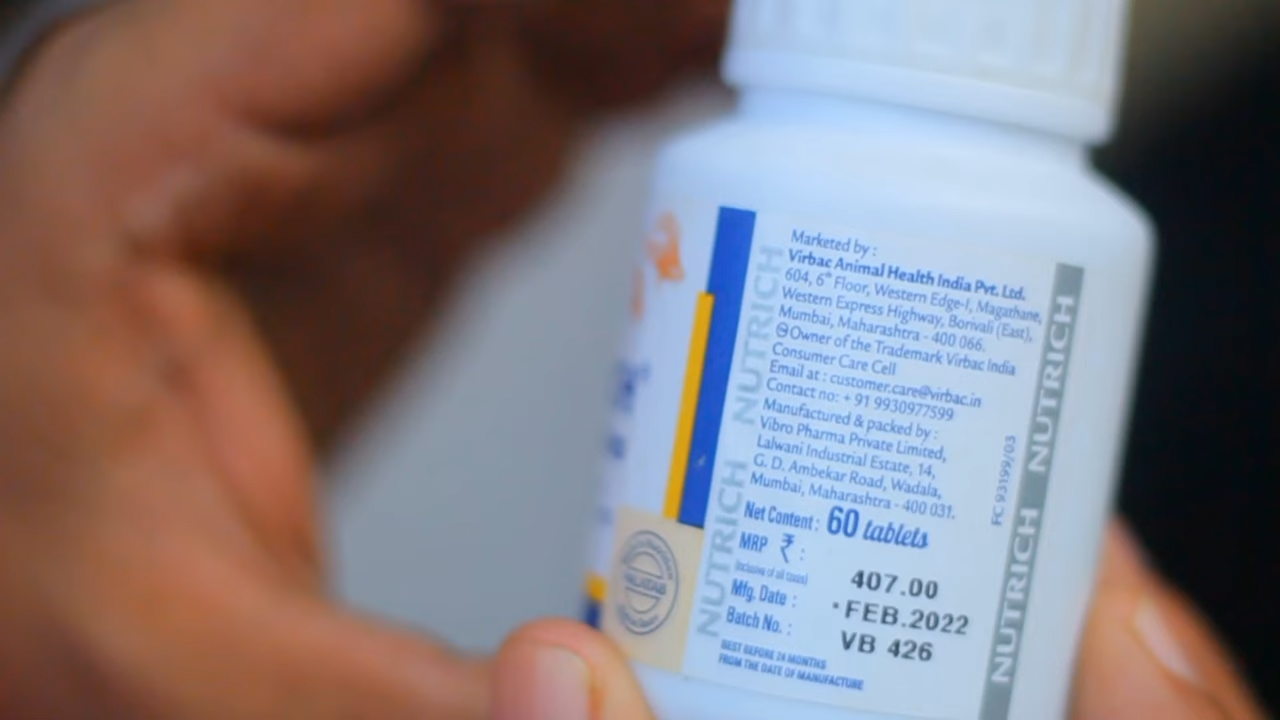 Marketed by :
Virbac Animal Health India Pvt. Ltd.
604, 6th Floor, Western Edge-I, Magathane,
Western Express Highway, Borivali (East),
Mumbai, Maharashtra - 400 066.
Owner of the Trademark Virbac India
Consumer Care Cell
Email at : customer.care@virbac.in
Contact no: + 91 9930977599
Manufactured & packed by :
Vibro Pharma Private Limited,
Lalwani Industrial Estate, 14,
G. D. Ambekar Road, Wadala,
Mumbai, Maharashtra - 400 031.
Net Content : 60 tablets
MRP ₹ : 407.00
(Inclusive of all taxes)
Mfg. Date : FEB.2022
Batch No. : VB 426
BEST BEFORE 24 MONTHS
FROM THE DATE OF MANUFACTURE
FC 93199/03
NUTRICH NUTRICH
NUTRICH NUTRICH